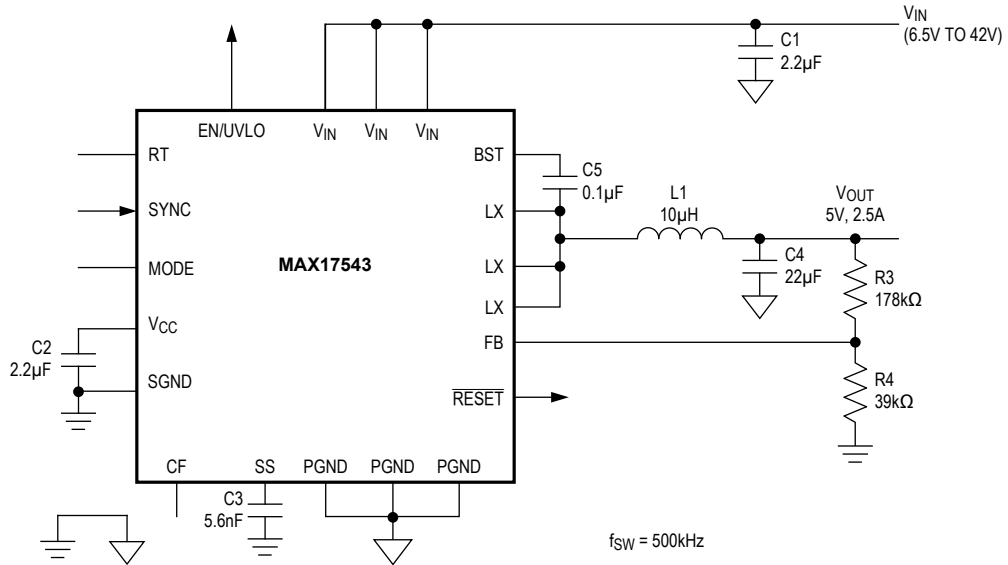 VIN
(6.5V TO 42V)
C1
2.2µF
EN/UVLO
VIN
VIN
VIN
RT
BST
C5
0.1µF
SYNC
LX
L1
10µH
VOUT
5V, 2.5A
MODE
MAX17543
LX
C4
22µF
R3
178kΩ
LX
VCC
FB
C2
2.2µF
SGND
RESET
R4
39kΩ
CF
SS
PGND
PGND
PGND
C3
5.6nF
fSW = 500kHz